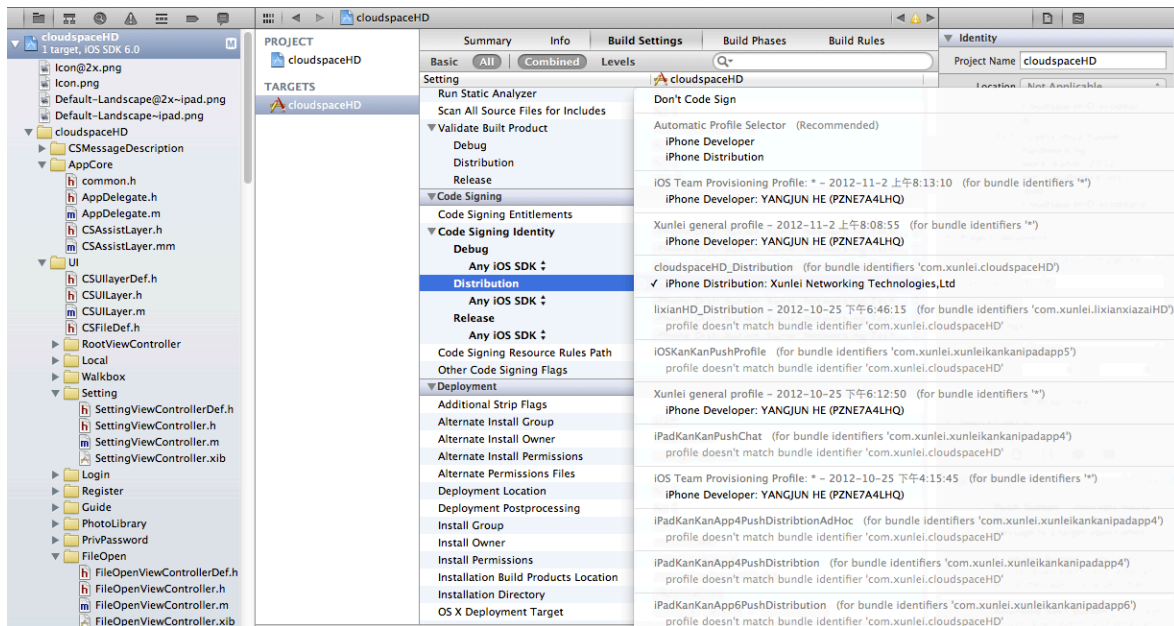 cloudspaceHD
cloudspaceHD
1 target, iOS SDK 6.0
M
Icon@2x.png
Icon.png
Default-Landscape@2x~ipad.png
Default-Landscape~ipad.png
cloudspaceHD
CSMessageDescription
AppCore
h common.h
h AppDelegate.h
m AppDelegate.m
h CSAssistLayer.h
m CSAssistLayer.mm
UI
h CSUIlayerDef.h
h CSUILayer.h
m CSUILayer.m
h CSFileDef.h
RootViewController
Local
Walkbox
Setting
h SettingViewControllerDef.h
h SettingViewController.h
m SettingViewController.m
SettingViewController.xib
Login
Register
Guide
PhotoLibrary
PrivPassword
FileOpen
h FileOpenViewControllerDef.h
h FileOpenViewController.h
m FileOpenViewController.m
FileOpenViewController.xib
PROJECT
cloudspaceHD
TARGETS
cloudspaceHD
Summary Info Build Settings Build Phases Build Rules
Basic All Combined Levels
Setting
cloudspaceHD
Run Static Analyzer
Scan All Source Files for Includes
Validate Built Product
Debug
Distribution
Release
Code Signing
Code Signing Entitlements
Code Signing Identity
Debug
Any iOS SDK
Distribution
Any iOS SDK
Release
Any iOS SDK
Code Signing Resource Rules Path
Other Code Signing Flags
Deployment
Additional Strip Flags
Alternate Install Group
Alternate Install Owner
Alternate Install Permissions
Alternate Permissions Files
Deployment Location
Deployment Postprocessing
Install Group
Install Owner
Install Permissions
Installation Build Products Location
Installation Directory
OS X Deployment Target
Don't Code Sign
Automatic Profile Selector (Recommended)
iPhone Developer
iPhone Distribution
iOS Team Provisioning Profile: * – 2012-11-2 上午8:13:10 (for bundle identifiers '*')
iPhone Developer: YANGJUN HE (PZNE7A4LHQ)
Xunlei general profile – 2012-11-2 上午8:08:55 (for bundle identifiers '*')
iPhone Developer: YANGJUN HE (PZNE7A4LHQ)
cloudspaceHD_Distribution (for bundle identifiers 'com.xunlei.cloudspaceHD')
✓ iPhone Distribution: Xunlei Networking Technologies,Ltd
lixianHD_Distribution – 2012-10-25 下午6:46:15 (for bundle identifiers 'com.xunlei.lixianxiazaiHD')
profile doesn't match bundle identifier 'com.xunlei.cloudspaceHD'
iOSKanKanPushProfile (for bundle identifiers 'com.xunlei.xunleikankanipadapp5')
profile doesn't match bundle identifier 'com.xunlei.cloudspaceHD'
Xunlei general profile – 2012-10-25 下午6:12:50 (for bundle identifiers '*')
iPhone Developer: YANGJUN HE (PZNE7A4LHQ)
iPadKanKanPushChat (for bundle identifiers 'com.xunlei.xunleikankanipadapp4')
profile doesn't match bundle identifier 'com.xunlei.cloudspaceHD'
iOS Team Provisioning Profile: * – 2012-10-25 下午4:15:45 (for bundle identifiers '*')
iPhone Developer: YANGJUN HE (PZNE7A4LHQ)
iPadKanKanApp4PushDistribtionAdHoc (for bundle identifiers 'com.xunlei.xunleikankanipadapp4')
profile doesn't match bundle identifier 'com.xunlei.cloudspaceHD'
iPadKanKanApp4PushDistribtion (for bundle identifiers 'com.xunlei.xunleikankanipadapp4')
profile doesn't match bundle identifier 'com.xunlei.cloudspaceHD'
iPadKanKanApp6PushDistribution (for bundle identifiers 'com.xunlei.xunleikankanipadapp6')
profile doesn't match bundle identifier 'com.xunlei.cloudspaceHD'
Identity
Project Name cloudspaceHD
Location Not Applicable